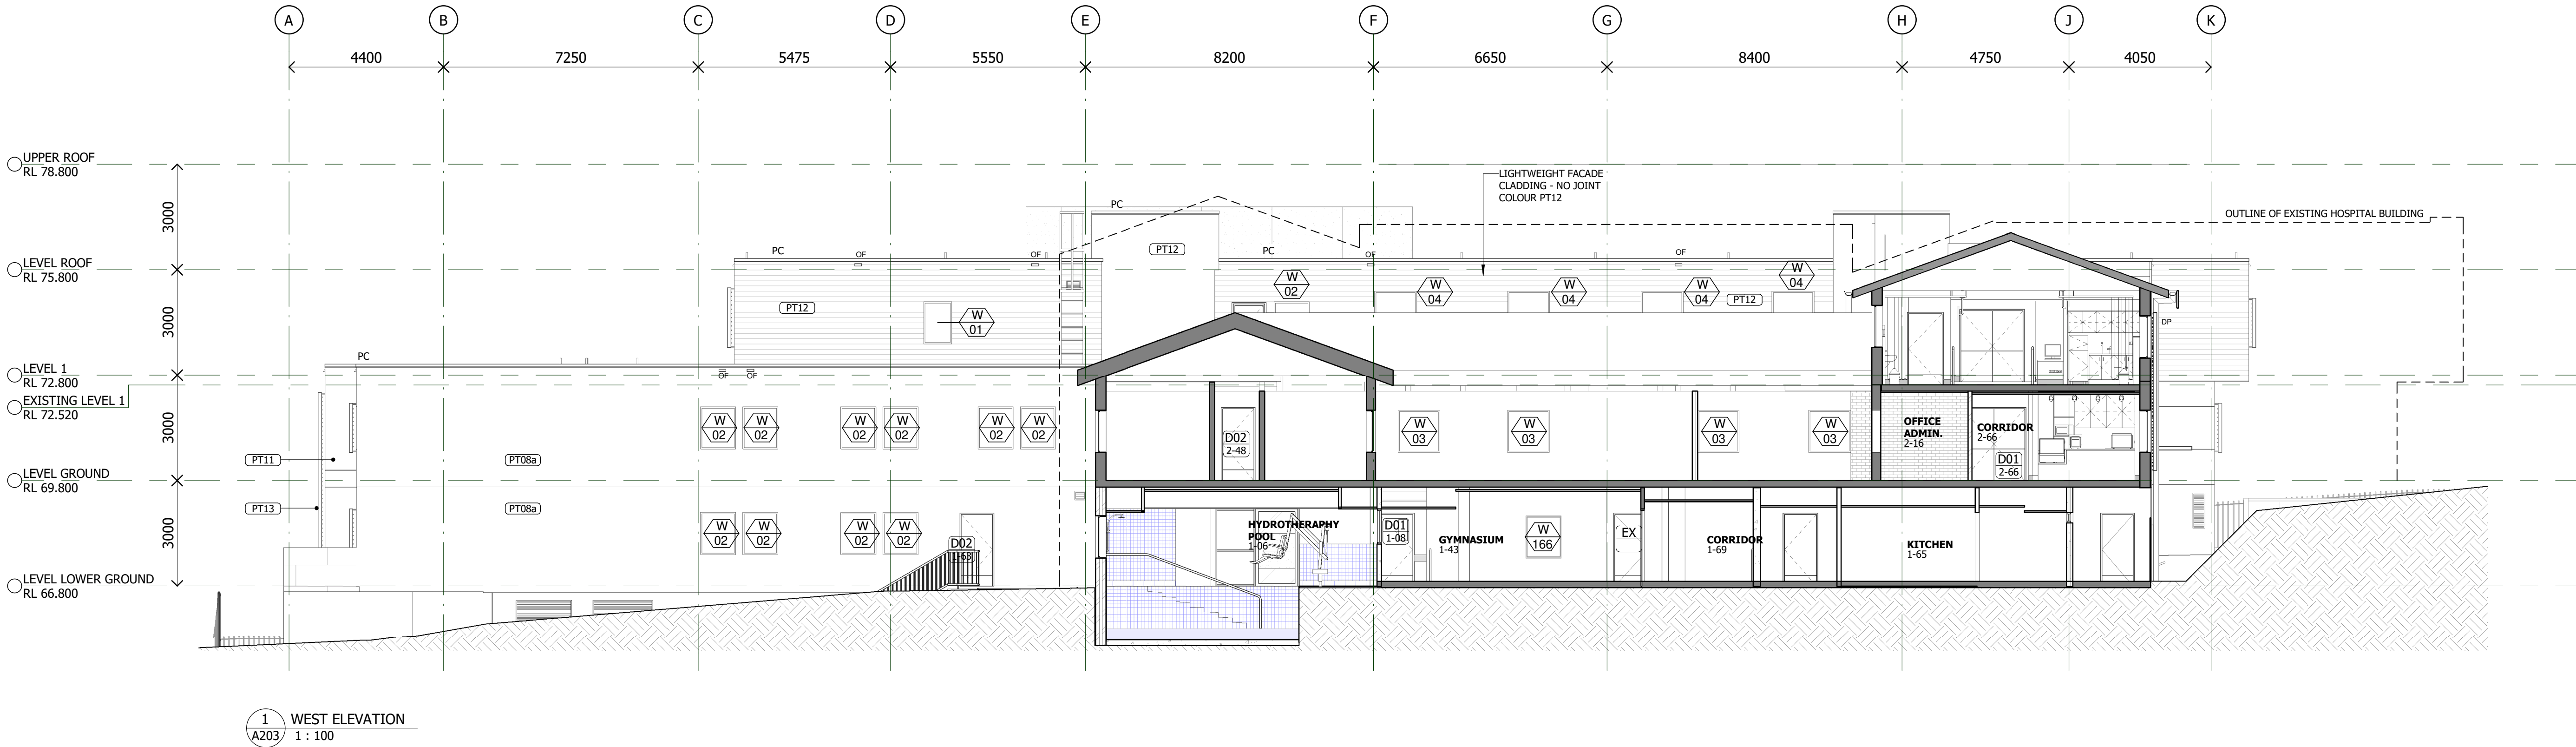 A B C D E F G H J K
4400 7250 5475 5550 8200 6650 8400 4750 4050
UPPER ROOF
RL 78.800
3000
LIGHTWEIGHT FACADE
CLADDING - NO JOINT
COLOUR PT12
PC
OUTLINE OF EXISTING HOSPITAL BUILDING
PC OF OF PT12 PC OF OF
LEVEL ROOF
RL 75.800
3000
PT12
W
01
W
02
W
04
W
04
W
04
PT12
W
04
DP
PC
LEVEL 1
RL 72.800
OF OF
EXISTING LEVEL 1
RL 72.520
3000
W
02
W
02
W
02
W
02
W
02
W
02
D02
2-48
W
03
W
03
W
03
W
03
OFFICE
ADMIN.
2-16
CORRIDOR
2-66
D01
2-66
PT11
PT08a
LEVEL GROUND
RL 69.800
3000
PT13
PT08a
W
02
W
02
W
02
W
02
D02
1-63
HYDROTHERAPHY
POOL
1-06
D01
1-08
GYMNASIUM
1-43
W
166
EX
CORRIDOR
1-69
KITCHEN
1-65
LEVEL LOWER GROUND
RL 66.800
1
A203
WEST ELEVATION
1 : 100